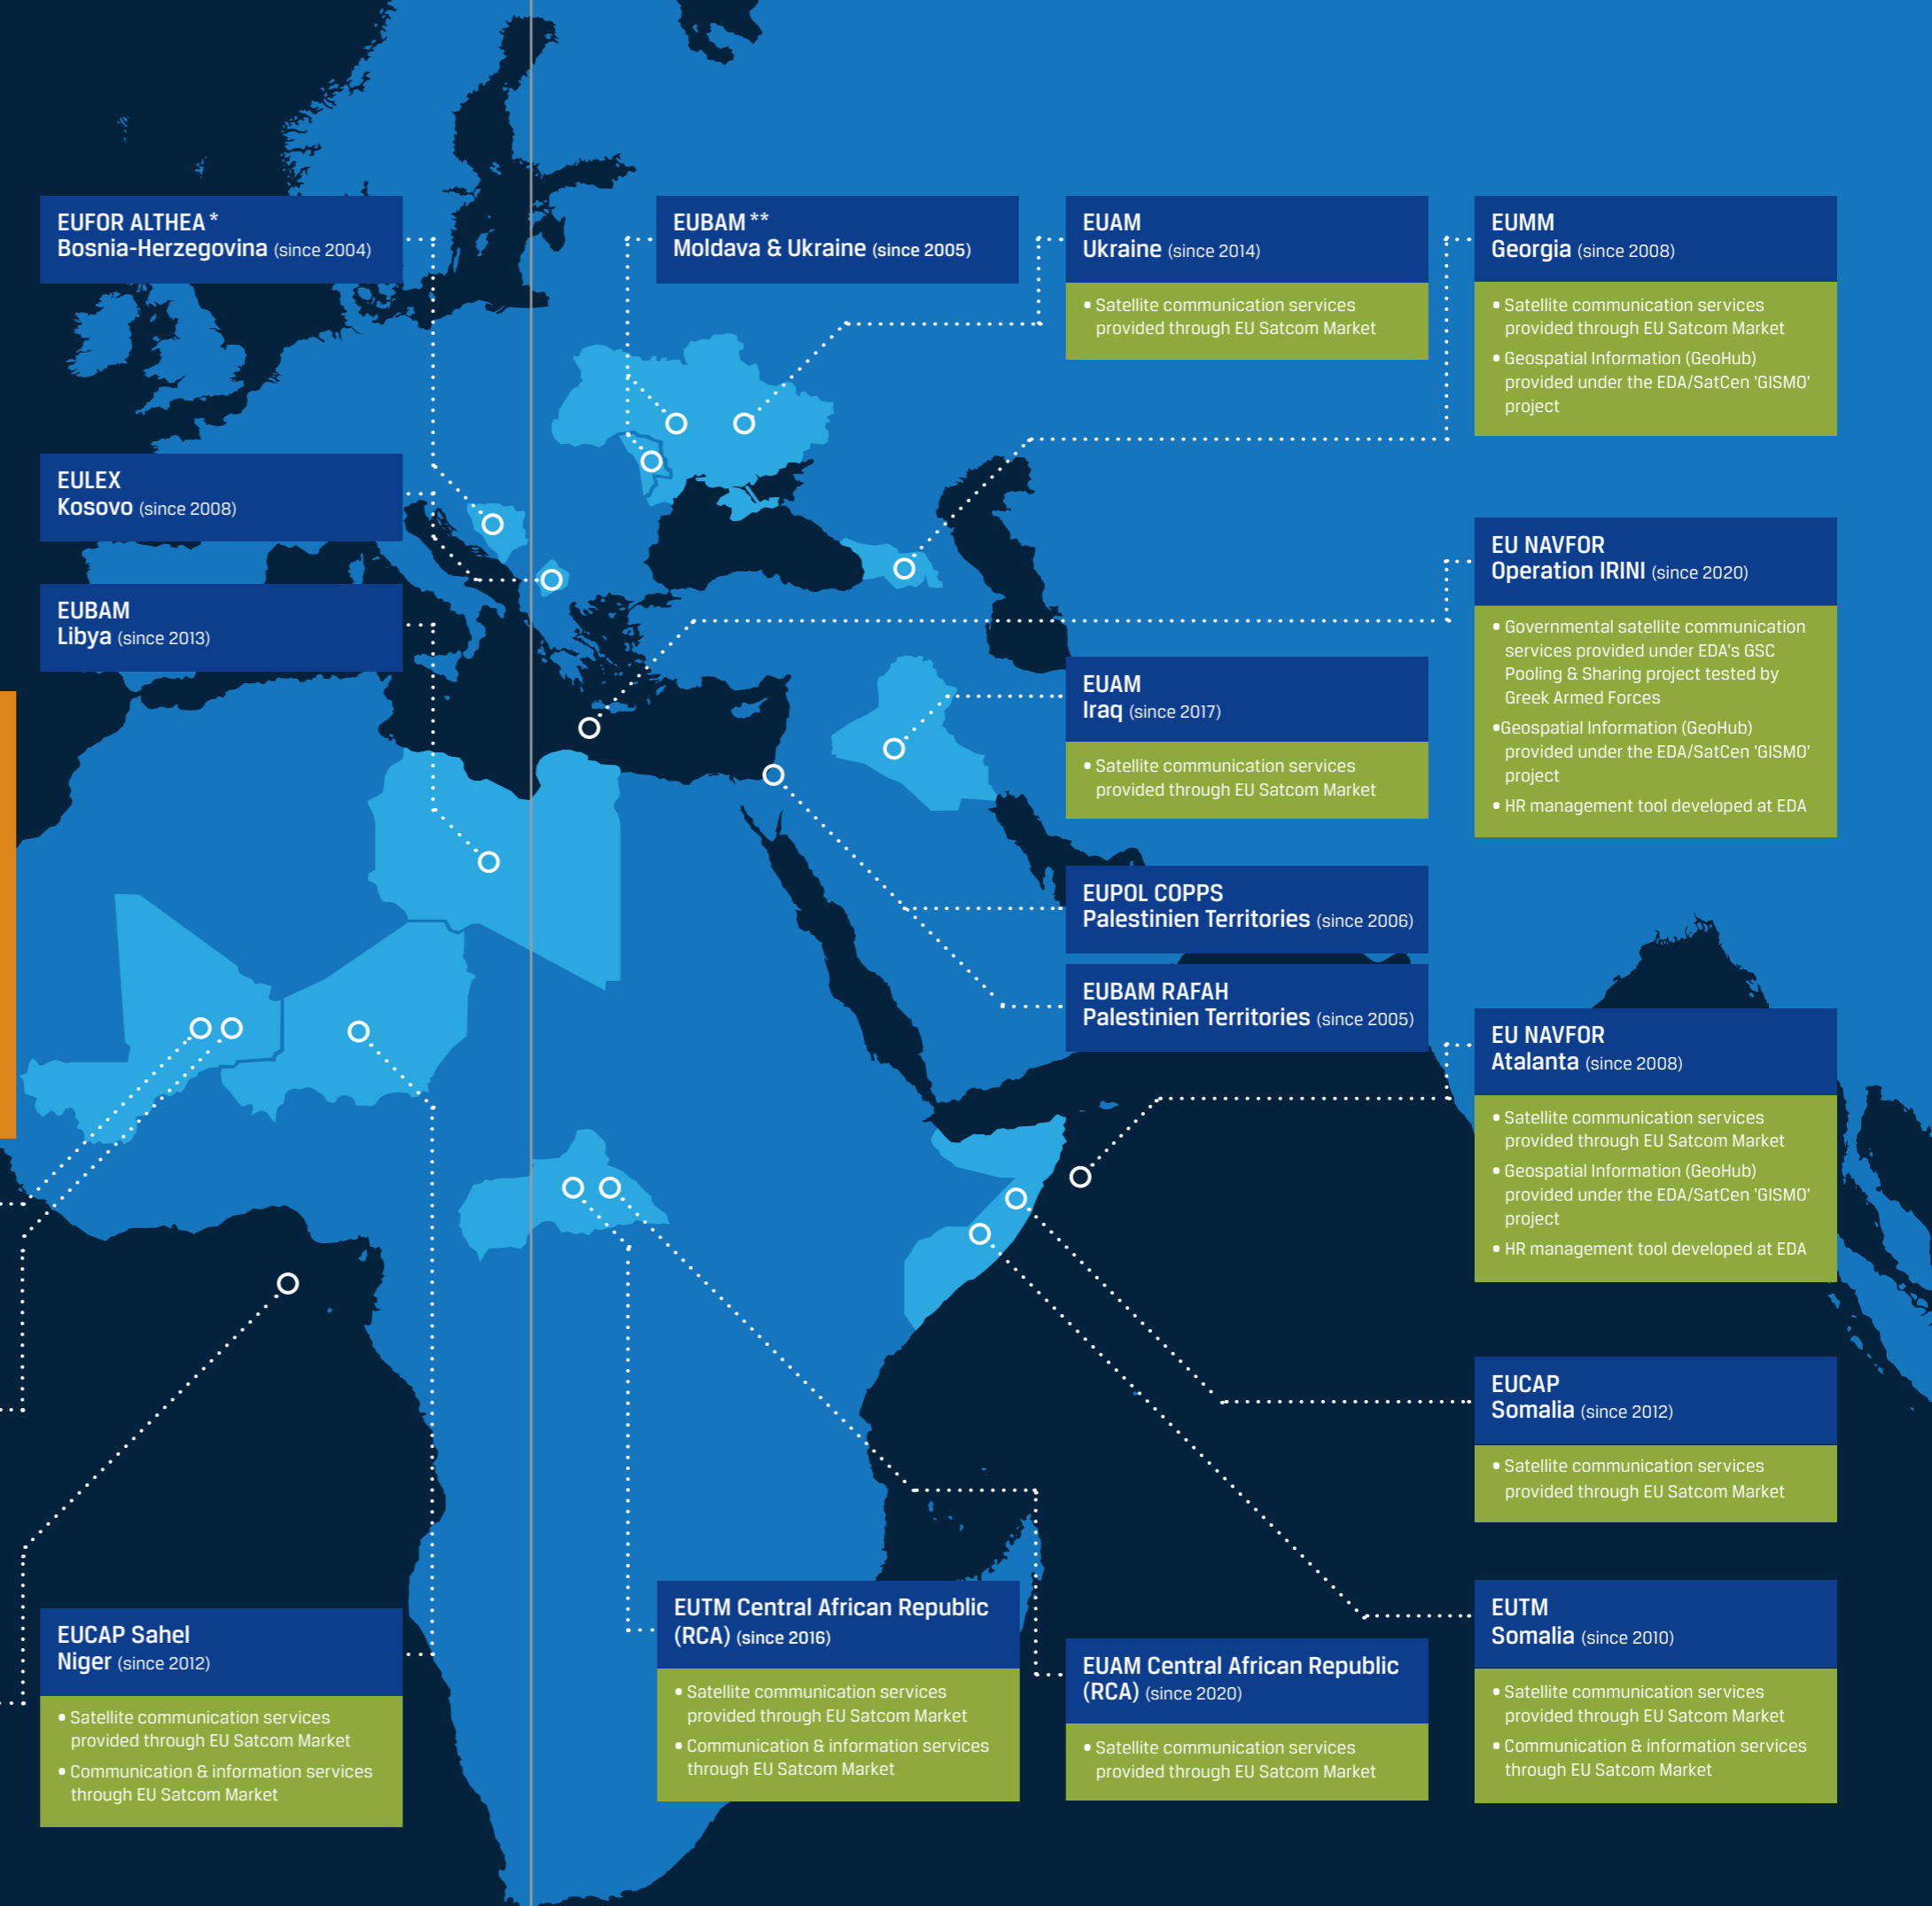 EUFOR ALTHEA *
Bosnia-Herzegovina (since 2004)
EUBAM **
Moldava & Ukraine (since 2005)
EUAM
Ukraine (since 2014)
• Satellite communication services
provided through EU Satcom Market
EUMM
Georgia (since 2008)
• Satellite communication services
provided through EU Satcom Market
• Geospatial Information (GeoHub)
provided under the EDA/SatCen 'GISMO'
project
EULEX
Kosovo (since 2008)
EUBAM
Libya (since 2013)
EU NAVFOR
Operation IRINI (since 2020)
• Governmental satellite communication
services provided under EDA's GSC
Pooling & Sharing project tested by
Greek Armed Forces
•Geospatial Information (GeoHub)
provided under the EDA/SatCen 'GISMO'
project
• HR management tool developed at EDA
EUAM
Iraq (since 2017)
• Satellite communication services
provided through EU Satcom Market
EUPOL COPPS
Palestinien Territories (since 2006)
EUBAM RAFAH
Palestinien Territories (since 2005)
EU NAVFOR
Atalanta (since 2008)
• Satellite communication services
provided through EU Satcom Market
• Geospatial Information (GeoHub)
provided under the EDA/SatCen 'GISMO'
project
• HR management tool developed at EDA
EUCAP
Somalia (since 2012)
• Satellite communication services
provided through EU Satcom Market
EUCAP Sahel
Niger (since 2012)
• Satellite communication services
provided through EU Satcom Market
• Communication & information services
through EU Satcom Market
EUTM Central African Republic
(RCA) (since 2016)
• Satellite communication services
provided through EU Satcom Market
• Communication & information services
through EU Satcom Market
EUAM Central African Republic
(RCA) (since 2020)
• Satellite communication services
provided through EU Satcom Market
EUTM
Somalia (since 2010)
• Satellite communication services
provided through EU Satcom Market
• Communication & information services
through EU Satcom Market